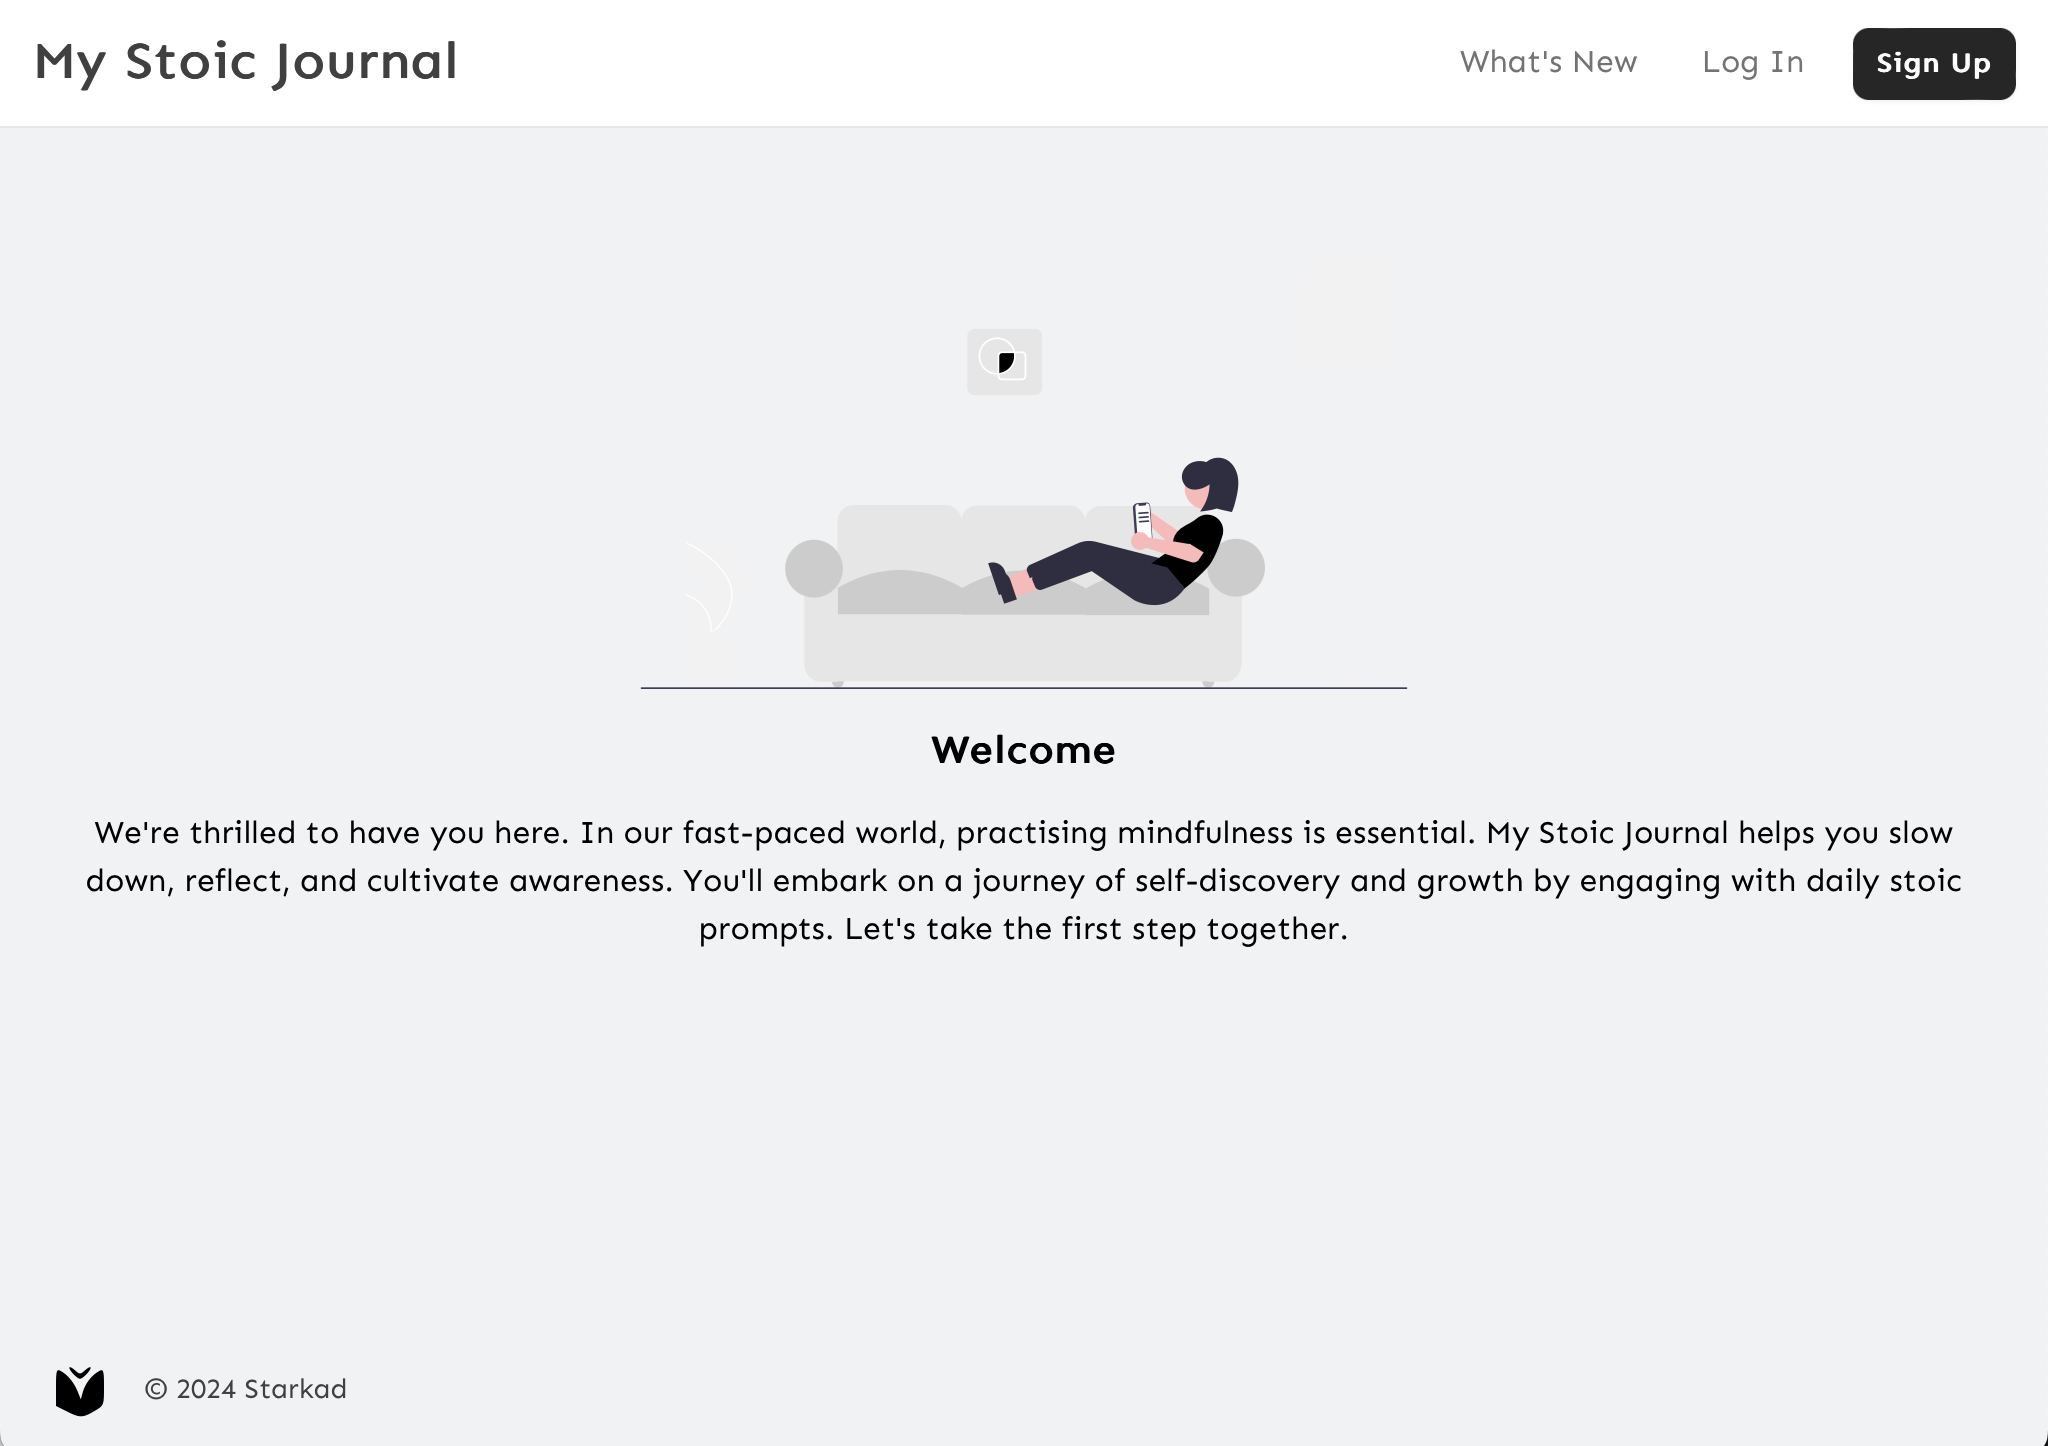 My Stoic Journal
What's New
Log In
Sign Up
Welcome
We're thrilled to have you here. In our fast-paced world, practising mindfulness is essential. My Stoic Journal helps you slow
down, reflect, and cultivate awareness. You'll embark on a journey of self-discovery and growth by engaging with daily stoic
prompts. Let's take the first step together.
© 2024 Starkad